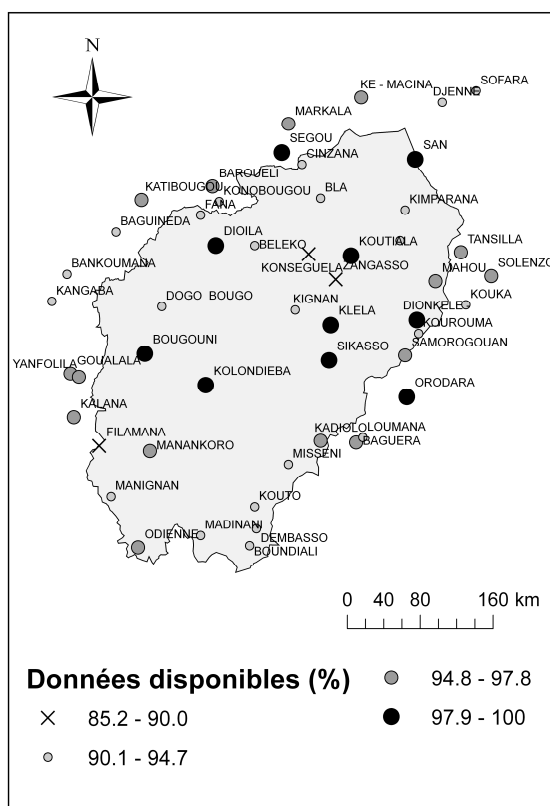 N
KE - MACINA
SOFARA
DJENNE
MARKALA
SEGOU
SAN
CINZANA
BAROUELI
KATIBOUGOU
KONOBOUGOU
BLA
FANA
KIMPARANA
BAGUINEDA
DIOILA
BELEKO
KOUTIALA
TANSILLA
BANKOUMANA
KONSEGUELA
ZANGASSO
MAHOU
SOLENZO
KANGABA
DOGO BOUGO
KIGNAN
DIONKELE
KOUKA
KLELA
KOUROUMA
BOUGOUNI
SIKASSO
SAMOROGOUAN
YANFOLILA
GOUALALA
KOLONDIEBA
ORODARA
KALANA
FILAMANA
KADIOLO
LOUMANA
MANANKORO
BAGUERA
MISSENI
MANIGNAN
KOUTO
ODIENNE
MADINANI
DEMBASSO
BOUNDIALI
0 40 80 160 km
Données disponibles (%)
85.2 - 90.0
90.1 - 94.7
94.8 - 97.8
97.9 - 100